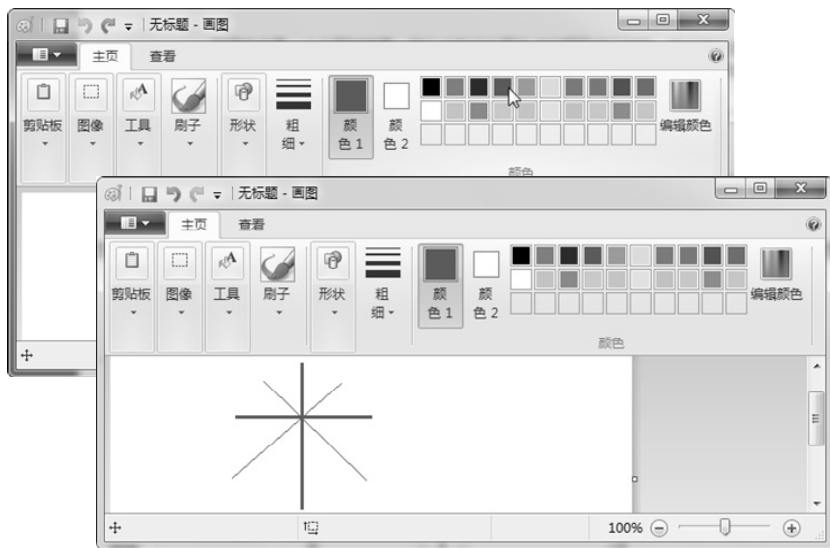 无标题 - 画图
主页 查看
剪贴板 图像 工具 刷子 形状 粗细 颜色 1 颜色 2 编辑颜色
颜色
无标题 - 画图
主页 查看
剪贴板 图像 工具 刷子 形状 粗细 颜色 1 颜色 2 编辑颜色
颜色
100%